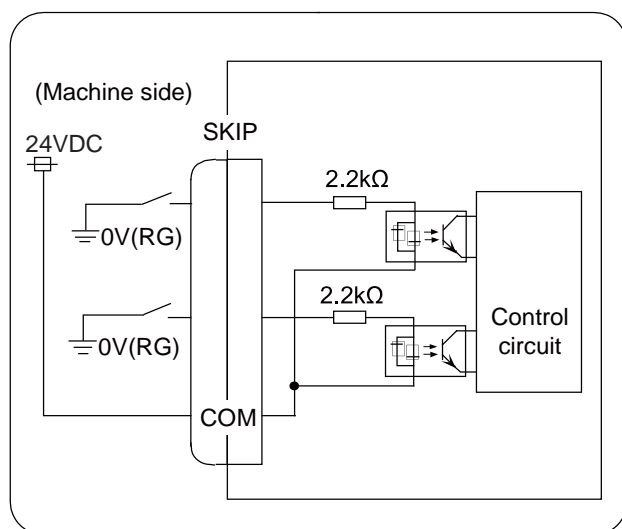 (Machine side)
24VDC
SKIP
2.2kΩ
0V(RG)
2.2kΩ
0V(RG)
Control
circuit
COM